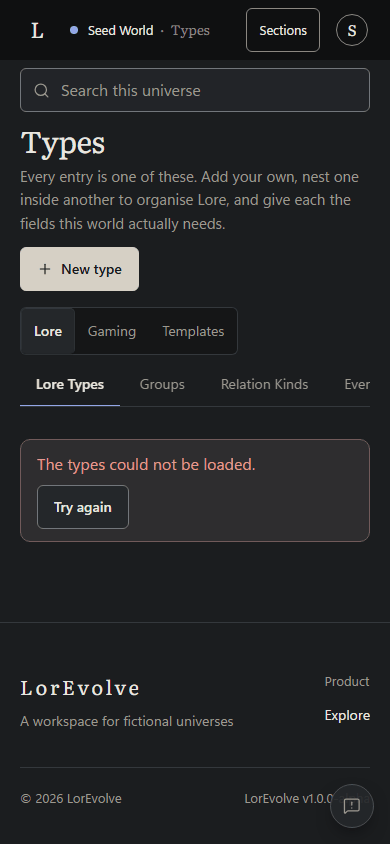 L
Seed World · Types
Sections
S
Search this universe
Types
Every entry is one of these. Add your own, nest one
inside another to organise Lore, and give each the
fields this world actually needs.
New type
Lore
Gaming
Templates
Lore Types
Groups
Relation Kinds
Ever
The types could not be loaded.
Try again
LorEvolve
Product
A workspace for fictional universes
Explore
© 2026 LorEvolve
LorEvolve v1.0.0